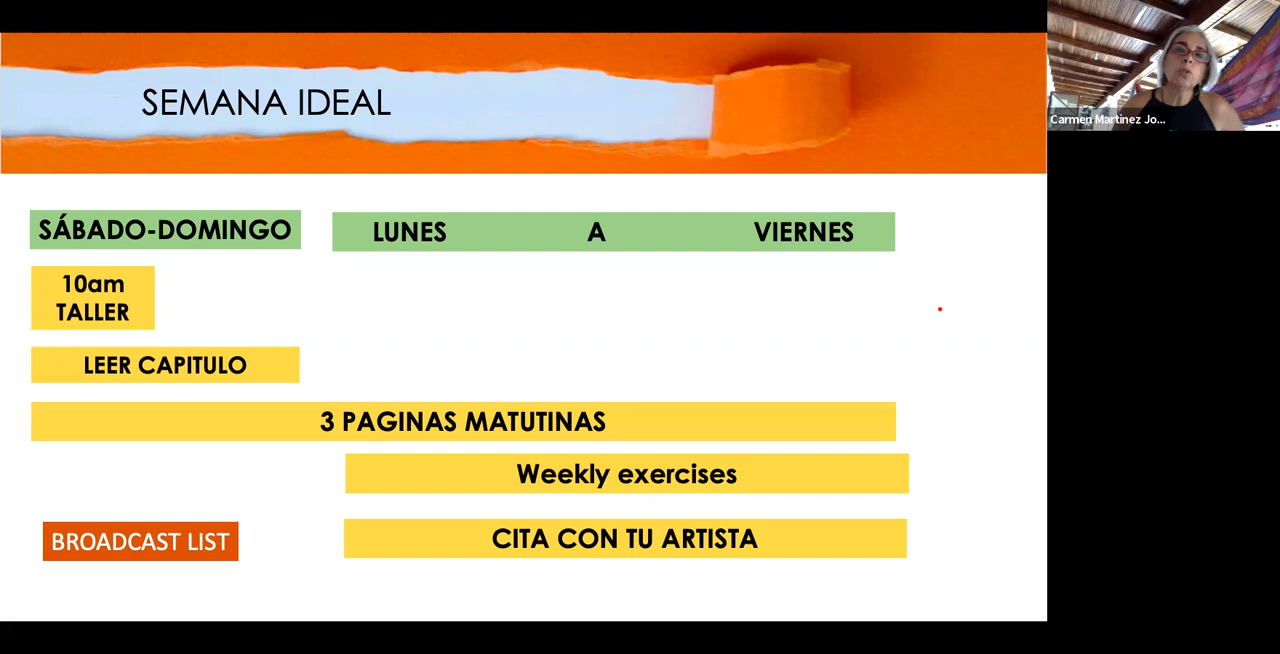 SEMANA IDEAL
Carmen Martinez Jo...
SÁBADO-DOMINGO
LUNES A VIERNES
10am
TALLER
LEER CAPITULO
3 PAGINAS MATUTINAS
Weekly exercises
BROADCAST LIST
CITA CON TU ARTISTA